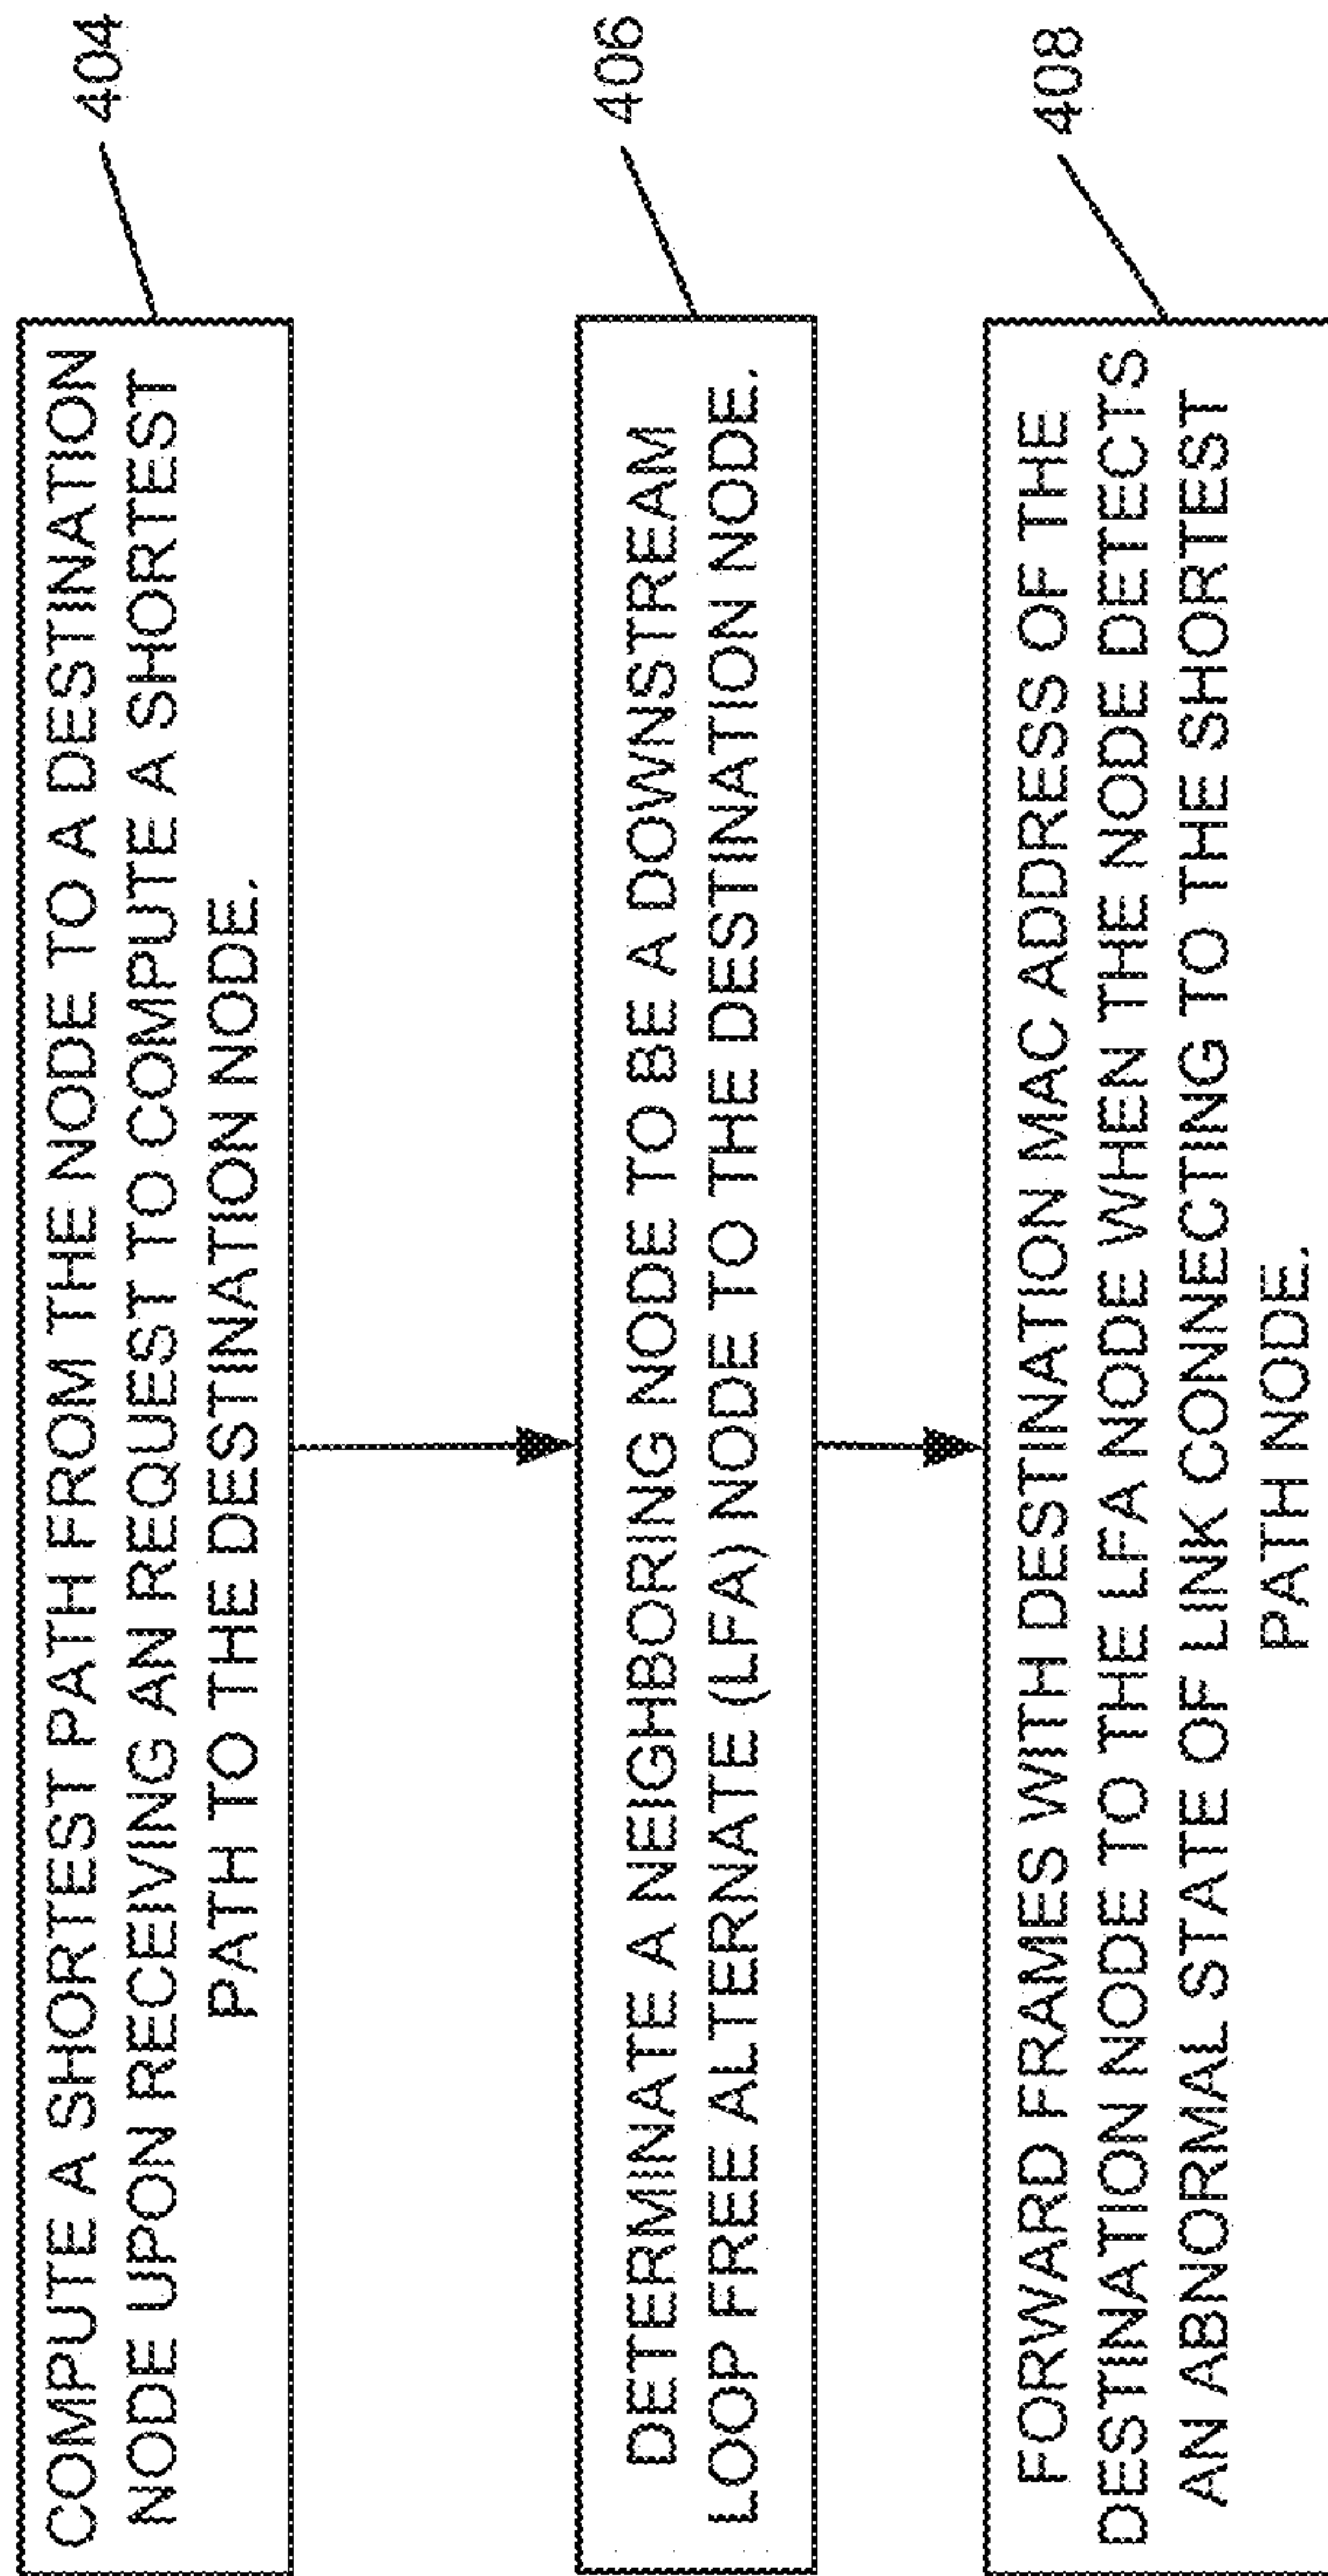 COMPUTE A SHORTEST PATH FROM THE NODE TO A DESTINATION
NODE UPON RECEIVING AN REQUEST TO COMPUTE A SHORTEST
PATH TO THE DESTINATION NODE.
404
DETERMINATE A NEIGHBORING NODE TO BE A DOWNSTREAM
LOOP FREE ALTERNATE (LFA) NODE TO THE DESTINATION NODE.
406
FORWARD FRAMES WITH DESTINATION MAC ADDRESS OF THE
DESTINATION NODE TO THE LFA NODE WHEN THE NODE DETECTS
AN ABNORMAL STATE OF LINK CONNECTING TO THE SHORTEST
PATH NODE.
408